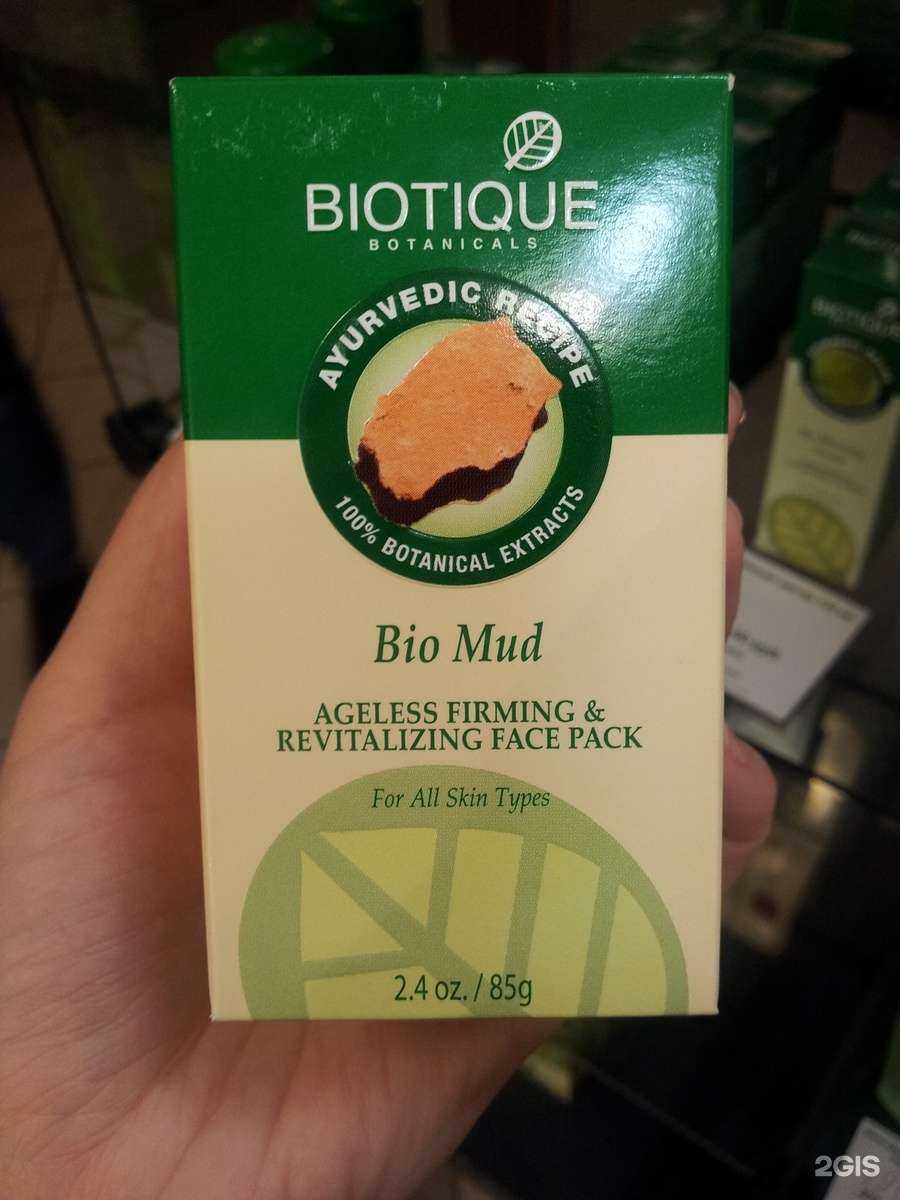 BIOTIQUE
BOTANICALS
AYURVEDIC RECIPE
100% BOTANICAL EXTRACTS
Bio Mud
AGELESS FIRMING &
REVITALIZING FACE PACK
For All Skin Types
2.4 oz. / 85g
BIOTIQUE
2GIS